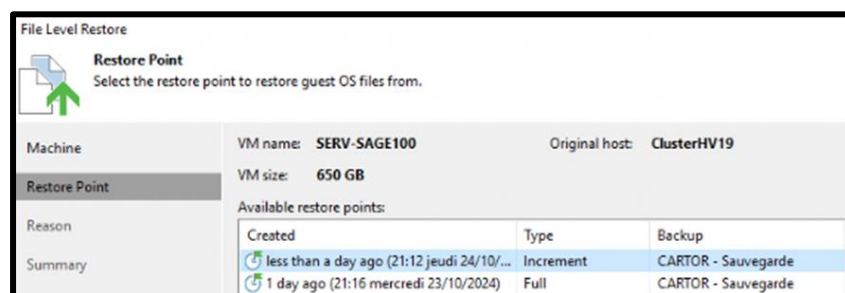 File Level Restore
Restore Point
Select the restore point to restore guest OS files from.
Machine
Restore Point
Reason
Summary
VM name: SERV-SAGE100 Original host: ClusterHV19
VM size: 650 GB
Available restore points:
Created Type Backup
less than a day ago (21:12 jeudi 24/10/... Increment CARTOR - Sauvegarde
1 day ago (21:16 mercredi 23/10/2024) Full CARTOR - Sauvegarde